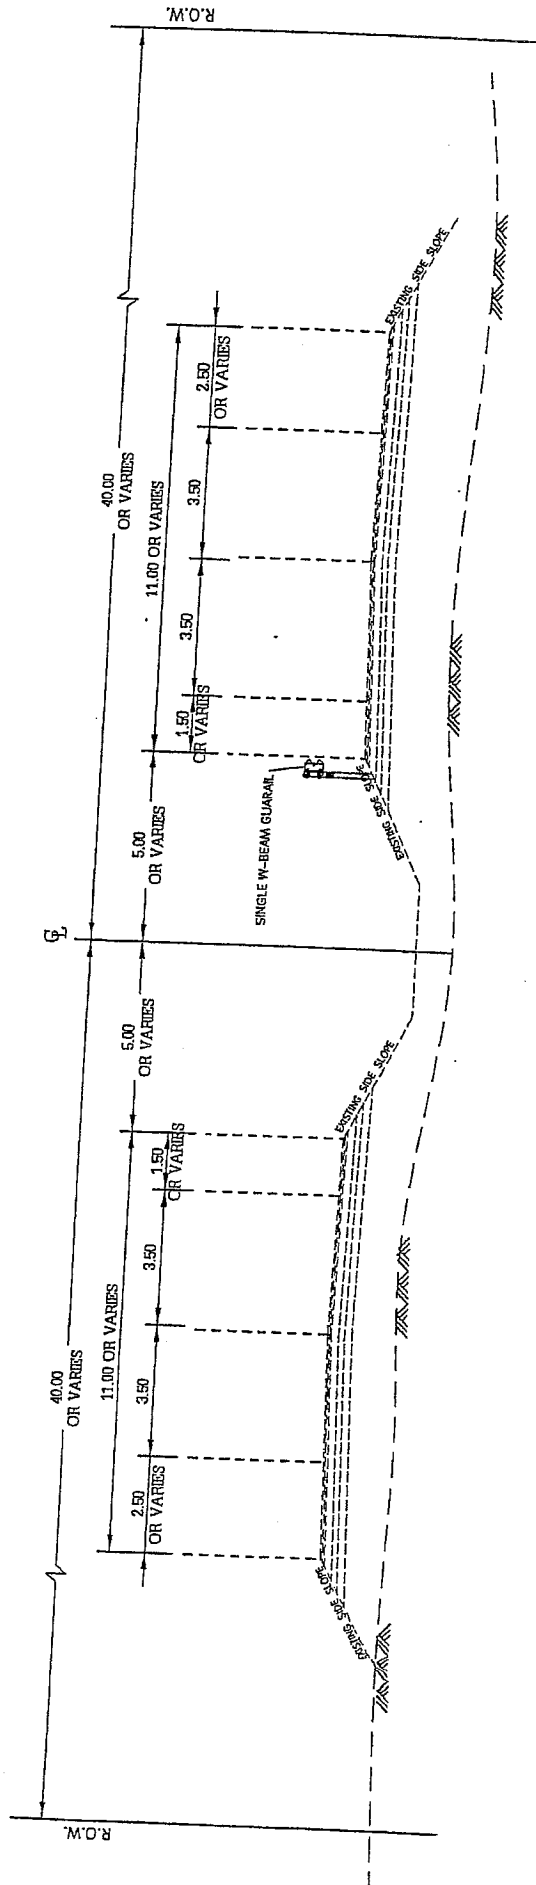 R.O.W.
40.00
OR VARIES
11.00 OR VARIES
2.50
OR VARIES
3.50
3.50
1.50
OR VARIES
5.00
OR VARIES
SINGLE W-BEAM GUARAIL
EXISTING SIDE SLOPE
EXISTING SIDE SLOPE
CL
5.00
OR VARIES
40.00
OR VARIES
11.00 OR VARIES
1.50
OR VARIES
3.50
3.50
2.50
OR VARIES
EXISTING SIDE SLOPE
EXISTING SIDE SLOPE
R.O.W.